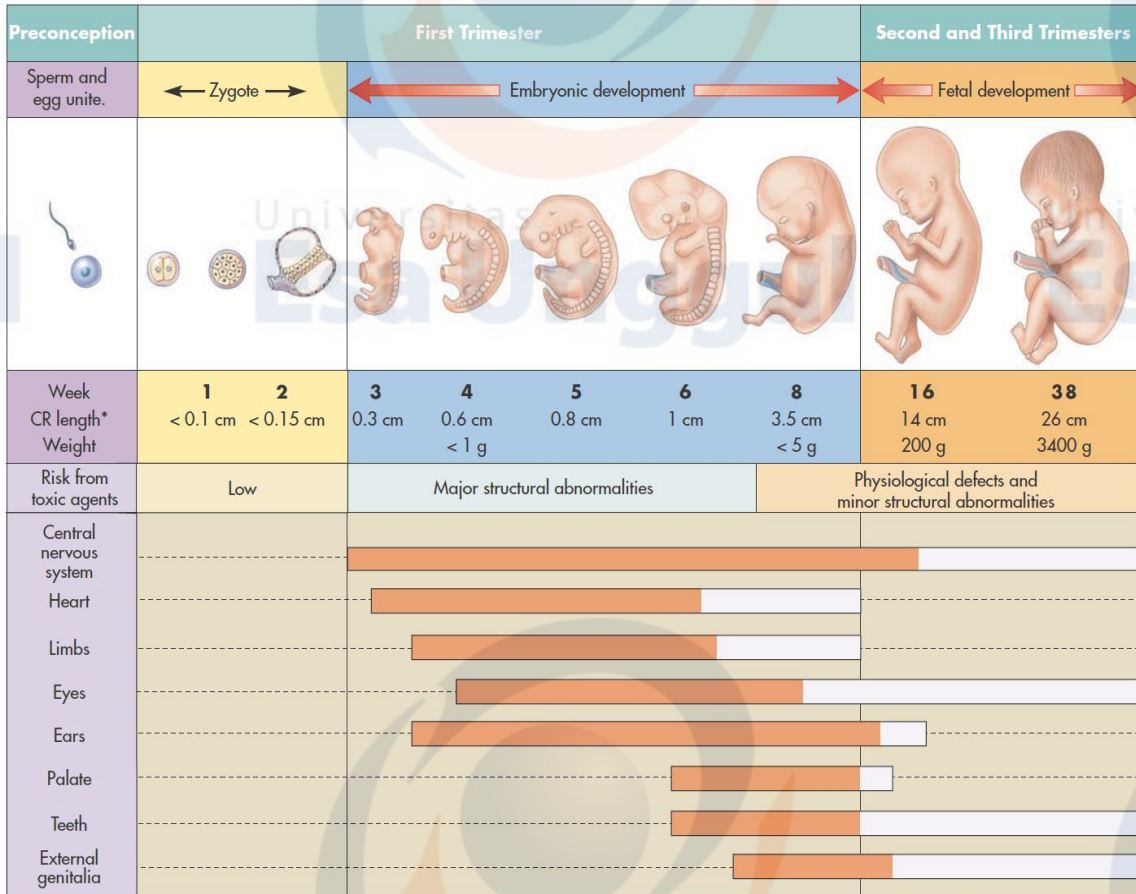 Preconception
First Trimester
Second and Third Trimesters
Sperm and
egg unite.
Zygote
Embryonic development
Fetal development
Universitas
Esa Unggul
Week
1
2
3
4
5
6
8
16
38
CR length*
< 0.1 cm
< 0.15 cm
0.3 cm
0.6 cm
0.8 cm
1 cm
3.5 cm
14 cm
26 cm
Weight
< 1 g
< 5 g
200 g
3400 g
Risk from
toxic agents
Low
Major structural abnormalities
Physiological defects and
minor structural abnormalities
Central
nervous
system
Heart
Limbs
Eyes
Ears
Palate
Teeth
External
genitalia